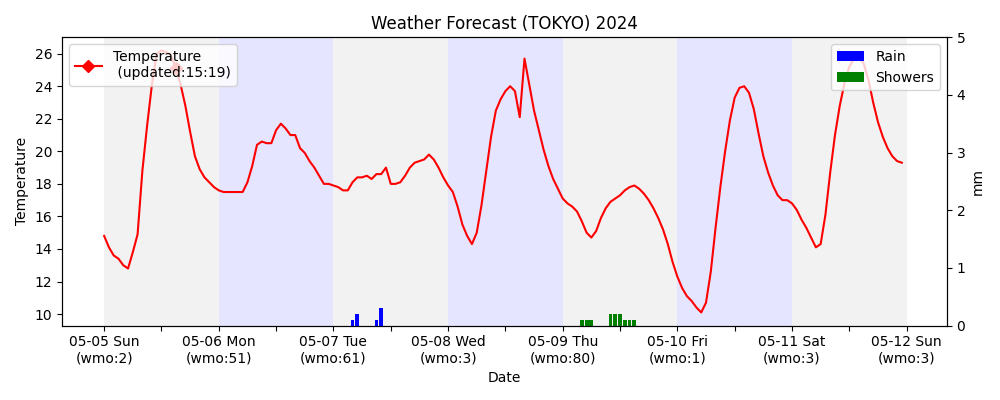 Weather Forecast (TOKYO) 2024
Temperature
(updated:15:19)
Rain
Showers
26
24
22
20
18
16
14
12
10
Temperature
5
4
3
2
1
0
mm
05-05 Sun
(wmo:2)
05-06 Mon
(wmo:51)
05-07 Tue
(wmo:61)
05-08 Wed
(wmo:3)
05-09 Thu
(wmo:80)
05-10 Fri
(wmo:1)
05-11 Sat
(wmo:3)
05-12 Sun
(wmo:3)
Date